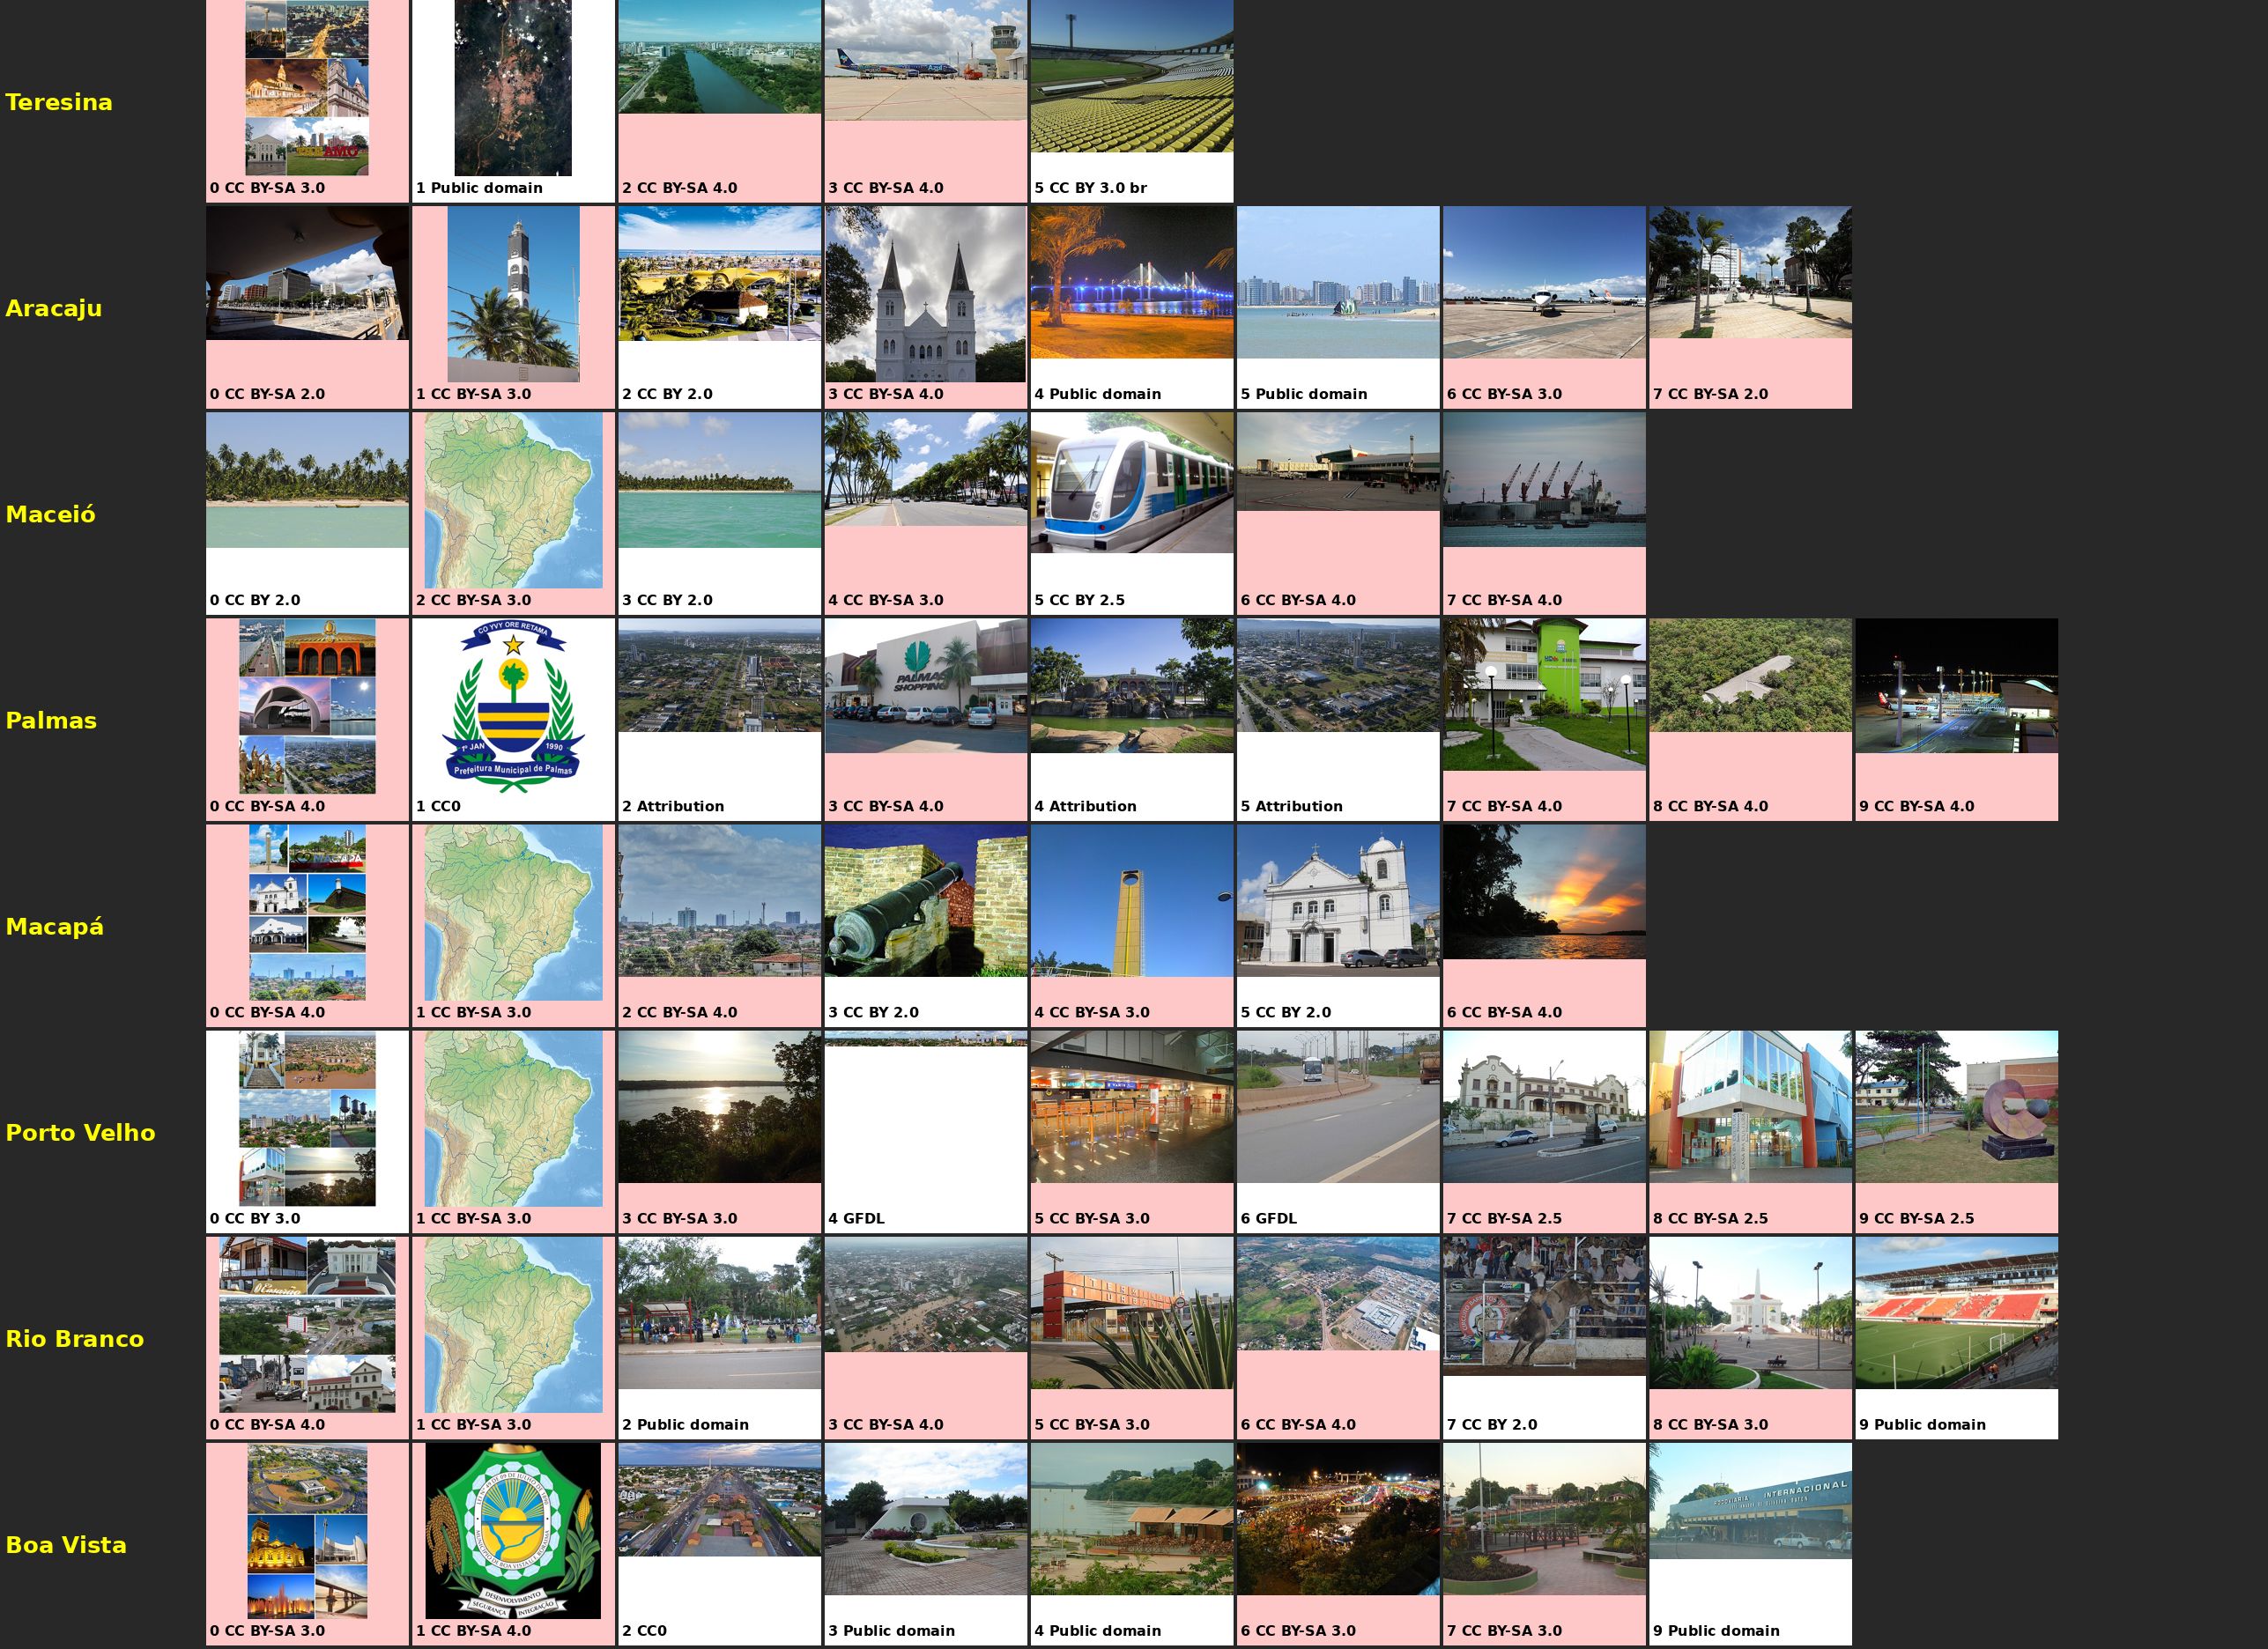 Teresina
0 CC BY-SA 3.0
1 Public domain
2 CC BY-SA 4.0
3 CC BY-SA 4.0
5 CC BY 3.0 br
AMO
Azul
Aracaju
0 CC BY-SA 2.0
1 CC BY-SA 3.0
2 CC BY 2.0
3 CC BY-SA 4.0
4 Public domain
5 Public domain
6 CC BY-SA 3.0
7 CC BY-SA 2.0
Maceió
0 CC BY 2.0
2 CC BY-SA 3.0
3 CC BY 2.0
4 CC BY-SA 3.0
5 CC BY 2.5
6 CC BY-SA 4.0
7 CC BY-SA 4.0
Palmas
CO YVY ORE RETAMA
1º JAN 1990
Prefeitura Municipal de Palmas
PALMAS
SHOPPING
0 CC BY-SA 4.0
1 CC0
2 Attribution
3 CC BY-SA 4.0
4 Attribution
5 Attribution
7 CC BY-SA 4.0
8 CC BY-SA 4.0
9 CC BY-SA 4.0
Macapá
0 CC BY-SA 4.0
1 CC BY-SA 3.0
2 CC BY-SA 4.0
3 CC BY 2.0
4 CC BY-SA 3.0
5 CC BY 2.0
6 CC BY-SA 4.0
Porto Velho
0 CC BY 3.0
1 CC BY-SA 3.0
3 CC BY-SA 3.0
4 GFDL
5 CC BY-SA 3.0
6 GFDL
7 CC BY-SA 2.5
8 CC BY-SA 2.5
9 CC BY-SA 2.5
Rio Branco
0 CC BY-SA 4.0
1 CC BY-SA 3.0
2 Public domain
3 CC BY-SA 4.0
5 CC BY-SA 3.0
6 CC BY-SA 4.0
7 CC BY 2.0
8 CC BY-SA 3.0
9 Public domain
Boa Vista
DESENVOLVIMENTO
SEGURANÇA INTEGRAÇÃO
INTERNACIONAL
0 CC BY-SA 3.0
1 CC BY-SA 4.0
2 CC0
3 Public domain
4 Public domain
6 CC BY-SA 3.0
7 CC BY-SA 3.0
9 Public domain